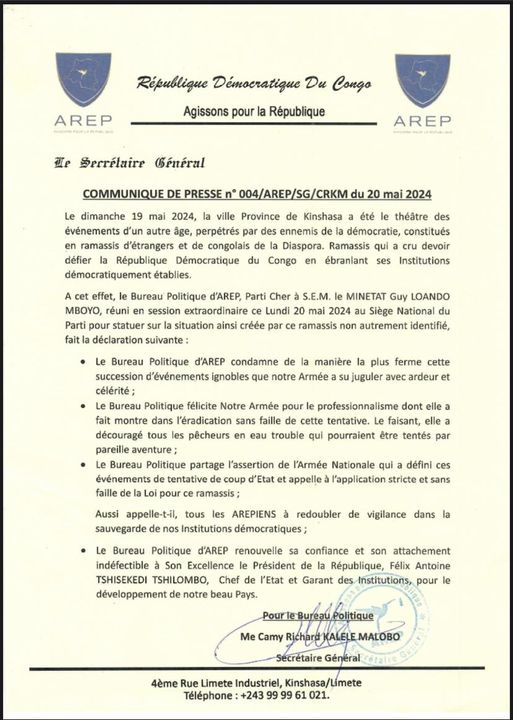 République Démocratique Du Congo
Agissons pour la République
AREP
AREP
Le Secrétaire Général
COMMUNIQUE DE PRESSE n° 004/AREP/SG/CRKM du 20 mai 2024
Le dimanche 19 mai 2024, la ville Province de Kinshasa a été le théâtre des
événements d'un autre âge, perpétrés par des ennemis de la démocratie, constitués
en ramassis d'étrangers et de congolais de la Diaspora. Ramassis qui a cru devoir
défier la République Démocratique du Congo en ébranlant ses Institutions
démocratiquement établies.
A cet effet, le Bureau Politique d'AREP, Parti Cher à S.E.M. le MINETAT Guy LOANDO
MBOYO, réuni en session extraordinaire ce Lundi 20 mai 2024 au Siège National du
Parti pour statuer sur la situation ainsi créée par ce ramassis non autrement identifié,
fait la déclaration suivante :
• Le Bureau Politique d'AREP condamne de la manière la plus ferme cette
succession d'événements ignobles que notre Armée a su juguler avec ardeur et
célérité ;
• Le Bureau Politique félicite Notre Armée pour le professionnalisme dont elle a
fait montre dans l'éradication sans faille de cette tentative. Le faisant, elle a
découragé tous les pêcheurs en eau trouble qui pourraient être tentés par
pareille aventure ;
• Le Bureau Politique partage l'assertion de l'Armée Nationale qui a défini ces
événements de tentative de coup d'Etat et appelle à l'application stricte et sans
faille de la Loi pour ce ramassis ;
Aussi appelle-t-il, tous les AREPIENS à redoubler de vigilance dans la
sauvegarde de nos Institutions démocratiques ;
• Le Bureau Politique d'AREP renouvelle sa confiance et son attachement
indéfectible à Son Excellence le Président de la République, Félix Antoine
TSHISEKEDI TSHILOMBO, Chef de l'Etat et Garant des Institutions, pour le
développement de notre beau Pays.
Pour le Bureau Politique
Me Camy Richard KALELE MALOBO
Secrétaire Général
4ème Rue Limete Industriel, Kinshasa/Limete
Téléphone : +243 99 99 61 021.